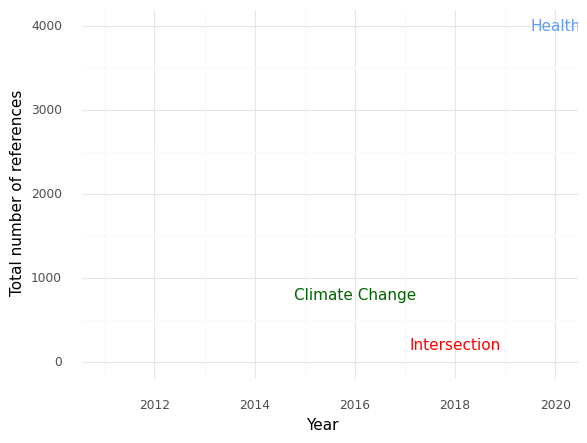 4000
Health
3000
Total number of references
2000
1000
Climate Change
Intersection
0
2012 2014 2016 2018 2020
Year